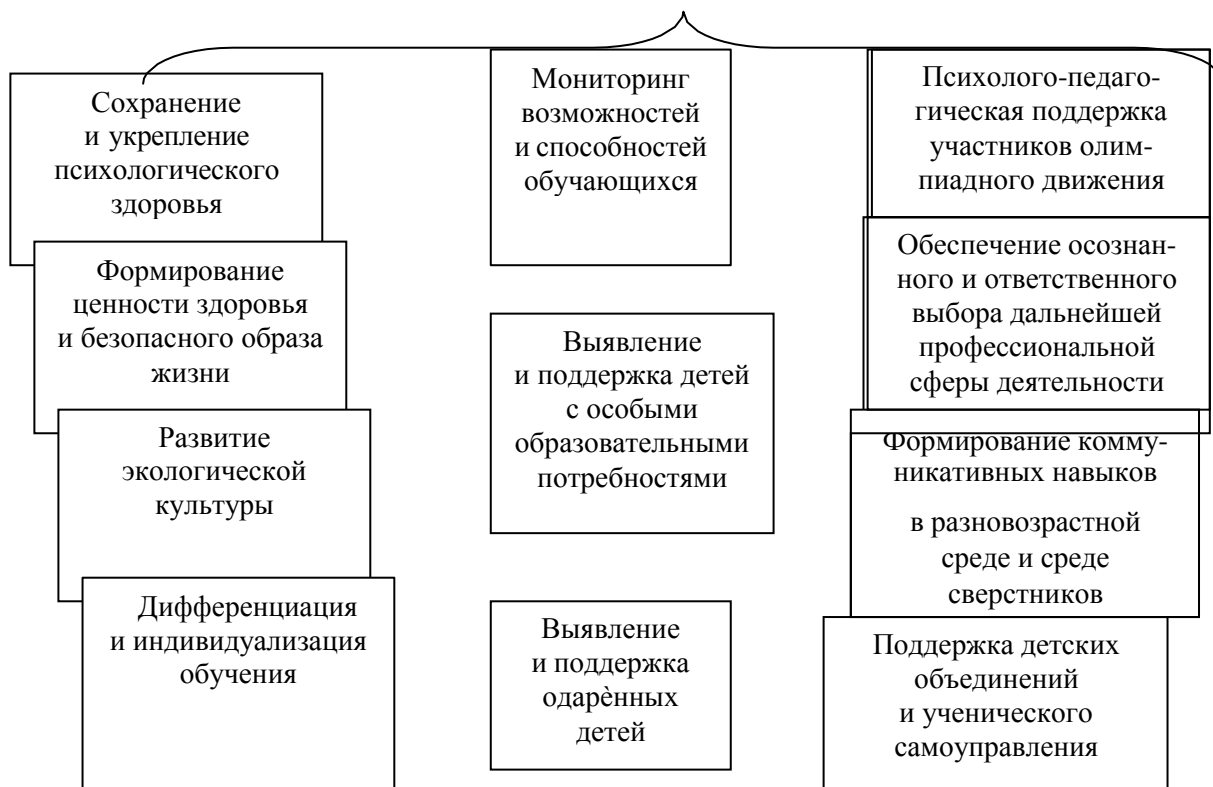 Сохранение
и укрепление
психологического
здоровья
Формирование
ценности здоровья
и безопасного образа
жизни
Развитие
экологической
культуры
Дифференциация
и индивидуализация
обучения
Мониторинг
возможностей
и способностей
обучающихся
Выявление
и поддержка детей
с особыми
образовательными
потребностями
Выявление
и поддержка
одарѐнных
детей
Психолого-педаго-
гическая поддержка
участников олим-
пиадного движения
Обеспечение осознан-
ного и ответственного
выбора дальнейшей
профессиональной
сферы деятельности
Формирование комму-
никативных навыков
в разновозрастной
среде и среде
сверстников
Поддержка детских
объединений
и ученического
самоуправления